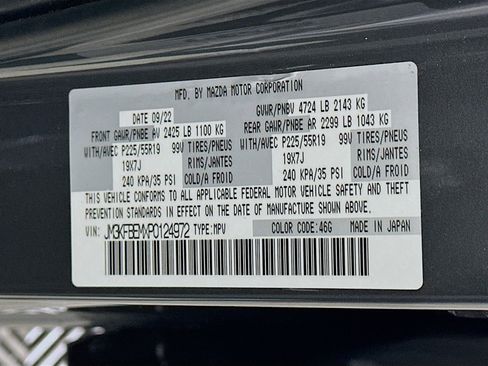 MFD. BY MAZDA MOTOR CORPORATION
DATE 09/22 GVWR/PNBV 4724 LB 2143 KG
FRONT GAWR/PNBE AV 2425 LB 1100 KG REAR GAWR/PNBE AR 2299 LB 1043 KG
WITH/AVEC P225/55R19 99V TIRES/PNEUS WITH/AVEC P225/55R19 99V TIRES/PNEUS
19X7J RIMS/JANTES 19X7J RIMS/JANTES
240 KPA/35 PSI COLD/A FROID 240 KPA/35 PSI COLD/A FROID
THIS VEHICLE CONFORMS TO ALL APPLICABLE FEDERAL MOTOR VEHICLE SAFETY AND THEFT
PREVENTION STANDARDS IN EFFECT ON THE DATE OF MANUFACTURE SHOWN ABOVE.
VIN: JM3KFBEMXP0124972 TYPE: MPV COLOR CODE: 46G MADE IN JAPAN